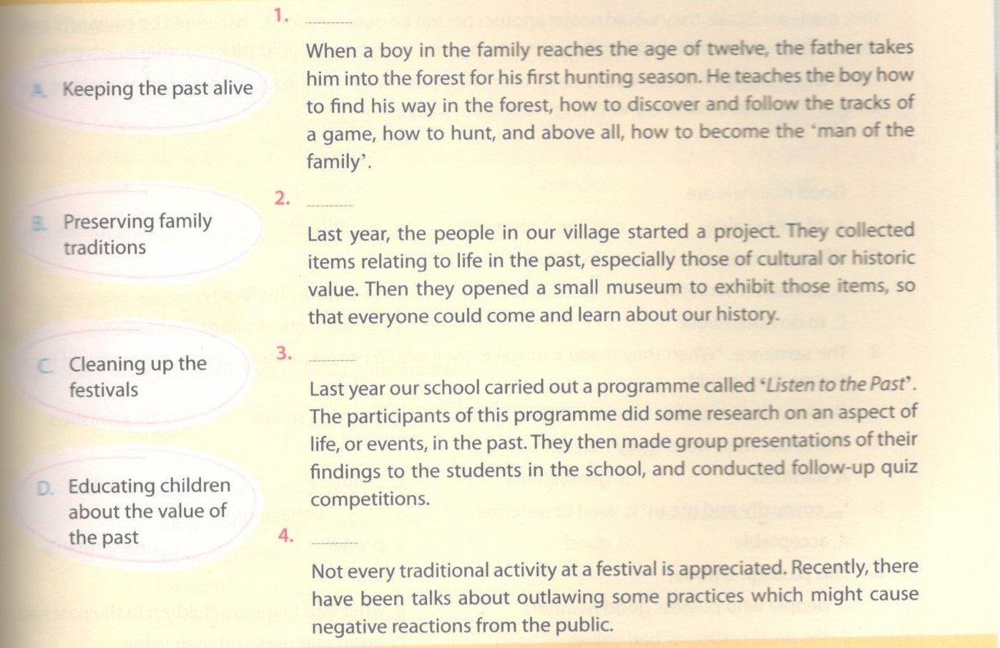 A. Keeping the past alive
B. Preserving family
traditions
C. Cleaning up the
festivals
D. Educating children
about the value of
the past
1.
When a boy in the family reaches the age of twelve, the father takes
him into the forest for his first hunting season. He teaches the boy how
to find his way in the forest, how to discover and follow the tracks of
a game, how to hunt, and above all, how to become the ‘man of the
family’.
2.
Last year, the people in our village started a project. They collected
items relating to life in the past, especially those of cultural or historic
value. Then they opened a small museum to exhibit those items, so
that everyone could come and learn about our history.
3.
Last year our school carried out a programme called ‘Listen to the Past’.
The participants of this programme did some research on an aspect of
life, or events, in the past. They then made group presentations of their
findings to the students in the school, and conducted follow-up quiz
competitions.
4.
Not every traditional activity at a festival is appreciated. Recently, there
have been talks about outlawing some practices which might cause
negative reactions from the public.